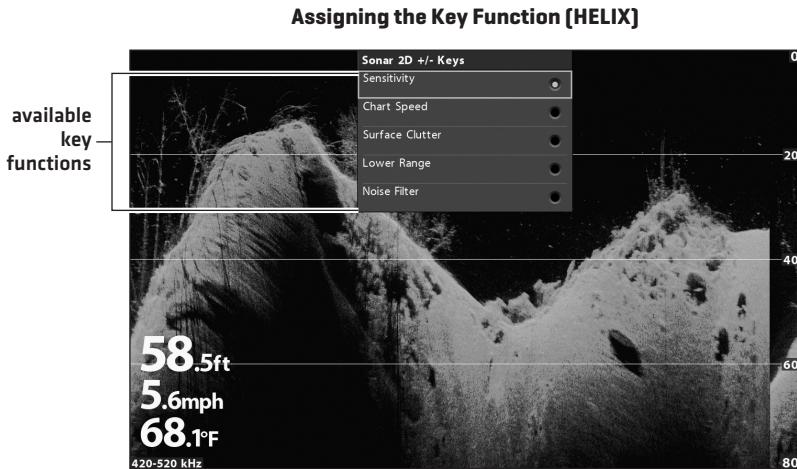 Assigning the Key Function (HELIX)
available
key
functions
Sonar 2D +/- Keys
Sensitivity
Chart Speed
Surface Clutter
Lower Range
Noise Filter
0
20
40
60
80
58.5ft
5.6mph
68.1°F
420-520 kHz